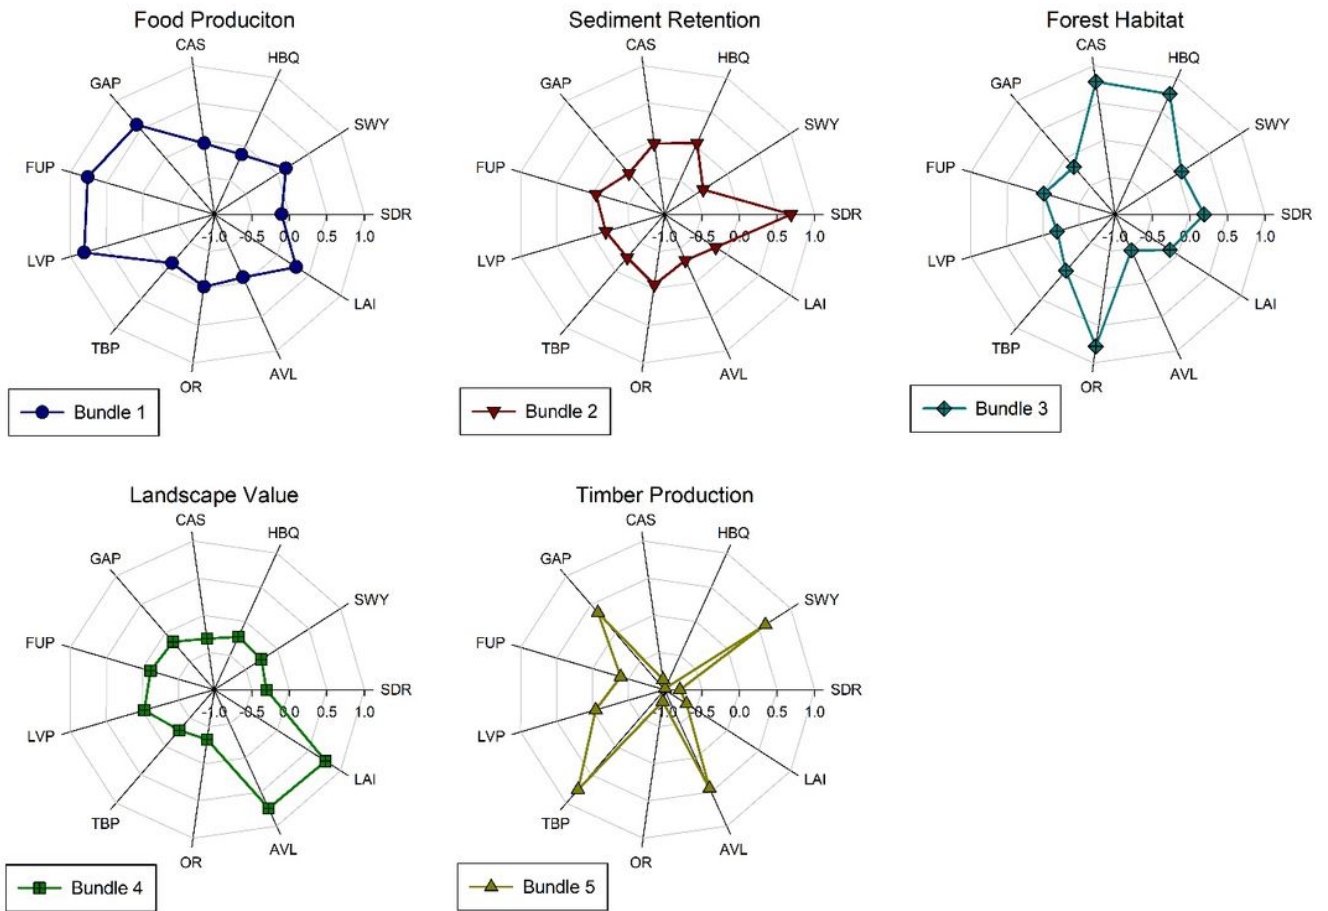 Food Produciton
CAS
HBQ
GAP
SWY
FUP
SDR
-1.0 -0.5 0.0 0.5 1.0
LVP
LAI
TBP
OR
AVL
Bundle 1
Sediment Retention
CAS
HBQ
GAP
SWY
FUP
SDR
-1.0 -0.5 0.0 0.5 1.0
LVP
LAI
TBP
OR
AVL
Bundle 2
Forest Habitat
CAS
HBQ
GAP
SWY
FUP
SDR
-1.0 -0.5 0.0 0.5 1.0
LVP
LAI
TBP
OR
AVL
Bundle 3
Landscape Value
CAS
HBQ
GAP
SWY
FUP
SDR
-1.0 -0.5 0.0 0.5 1.0
LVP
LAI
TBP
OR
AVL
Bundle 4
Timber Production
CAS
HBQ
GAP
SWY
FUP
SDR
-1.0 -0.5 0.0 0.5 1.0
LVP
LAI
TBP
OR
AVL
Bundle 5